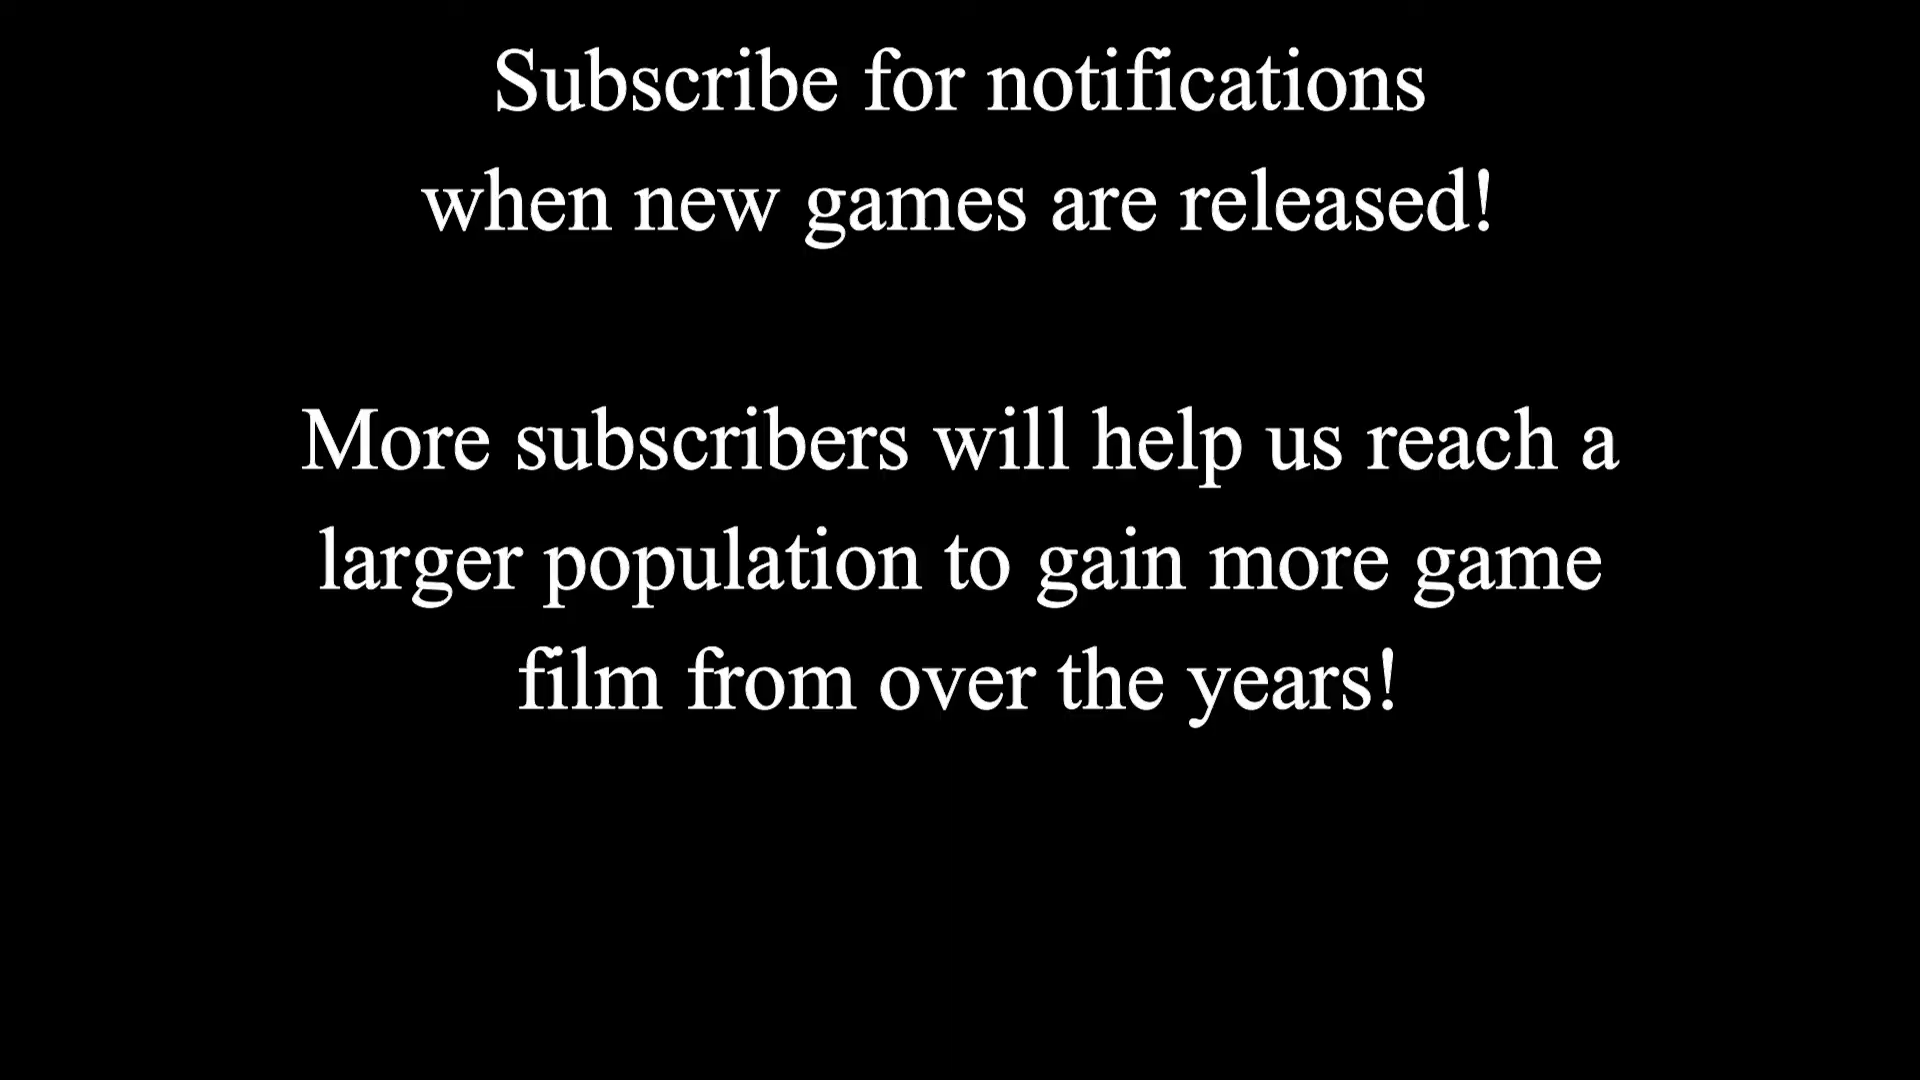 Subscribe for notifications
when new games are released!
More subscribers will help us reach a
larger population to gain more game
film from over the years!